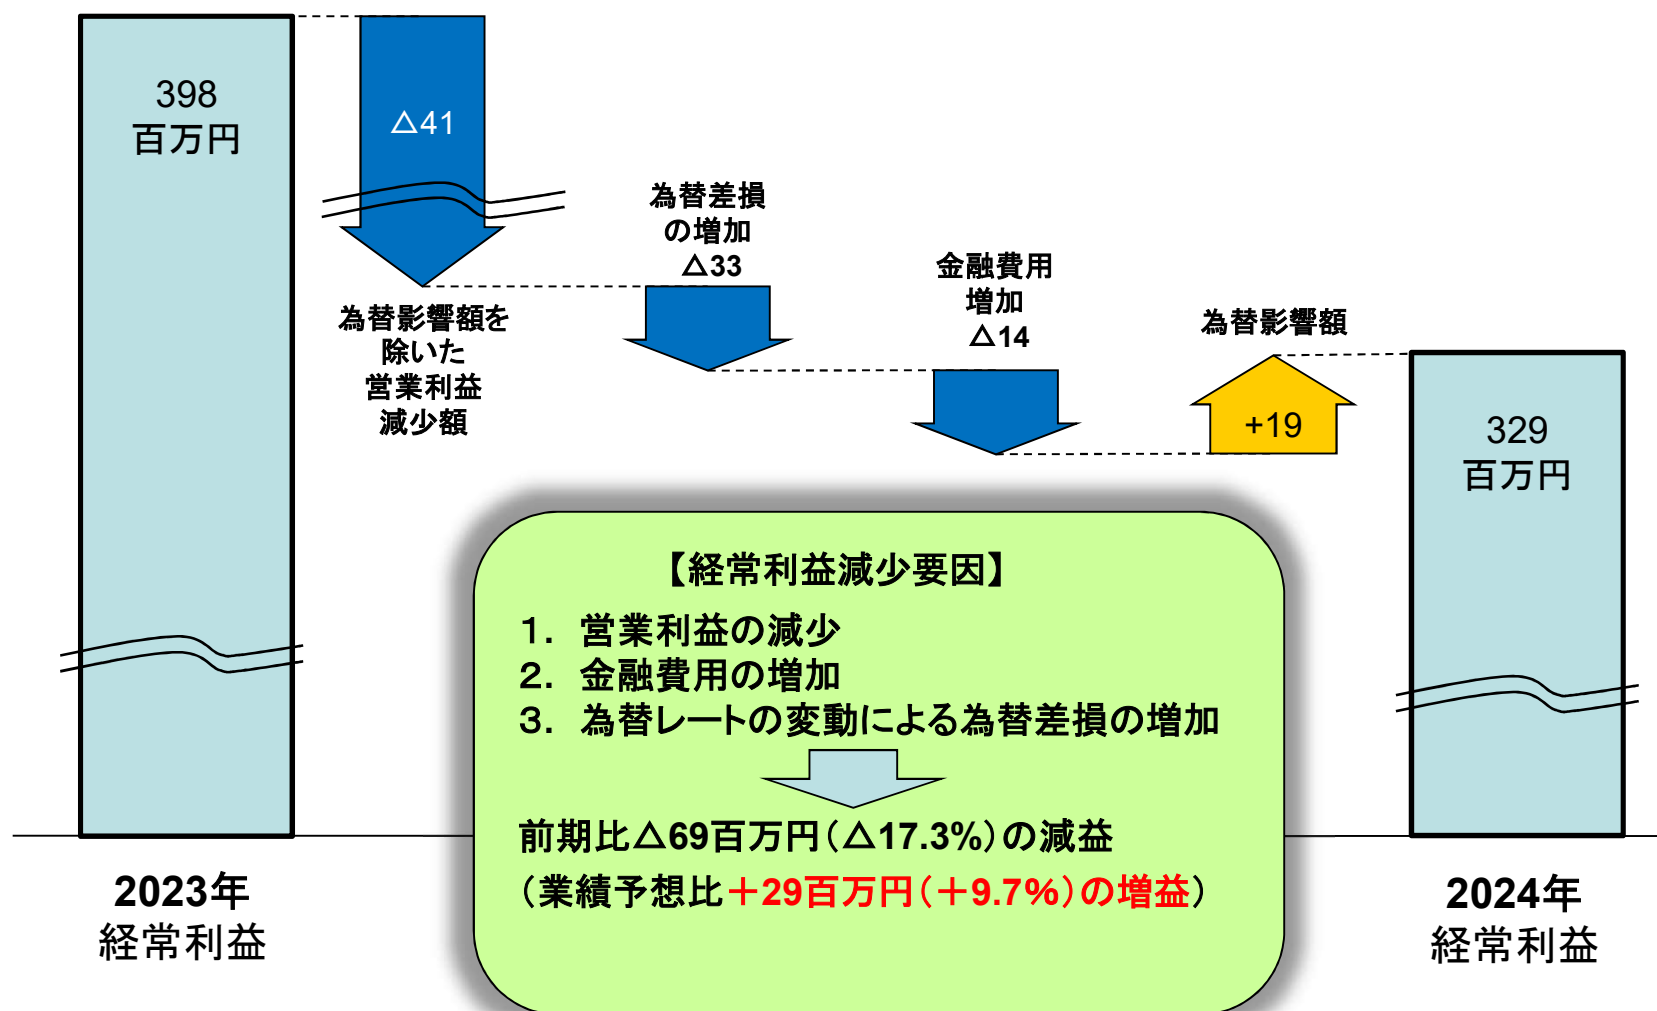 398
百万円
△41
為替影響額を
除いた
営業利益
減少額
為替差損
の増加
△33
金融費用
増加
△14
為替影響額
+19
329
百万円
【経常利益減少要因】
1. 営業利益の減少
2. 金融費用の増加
3. 為替レートの変動による為替差損の増加
前期比△69百万円(△17.3%)の減益
(業績予想比+29百万円(+9.7%)の増益)
2023年
経常利益
2024年
経常利益